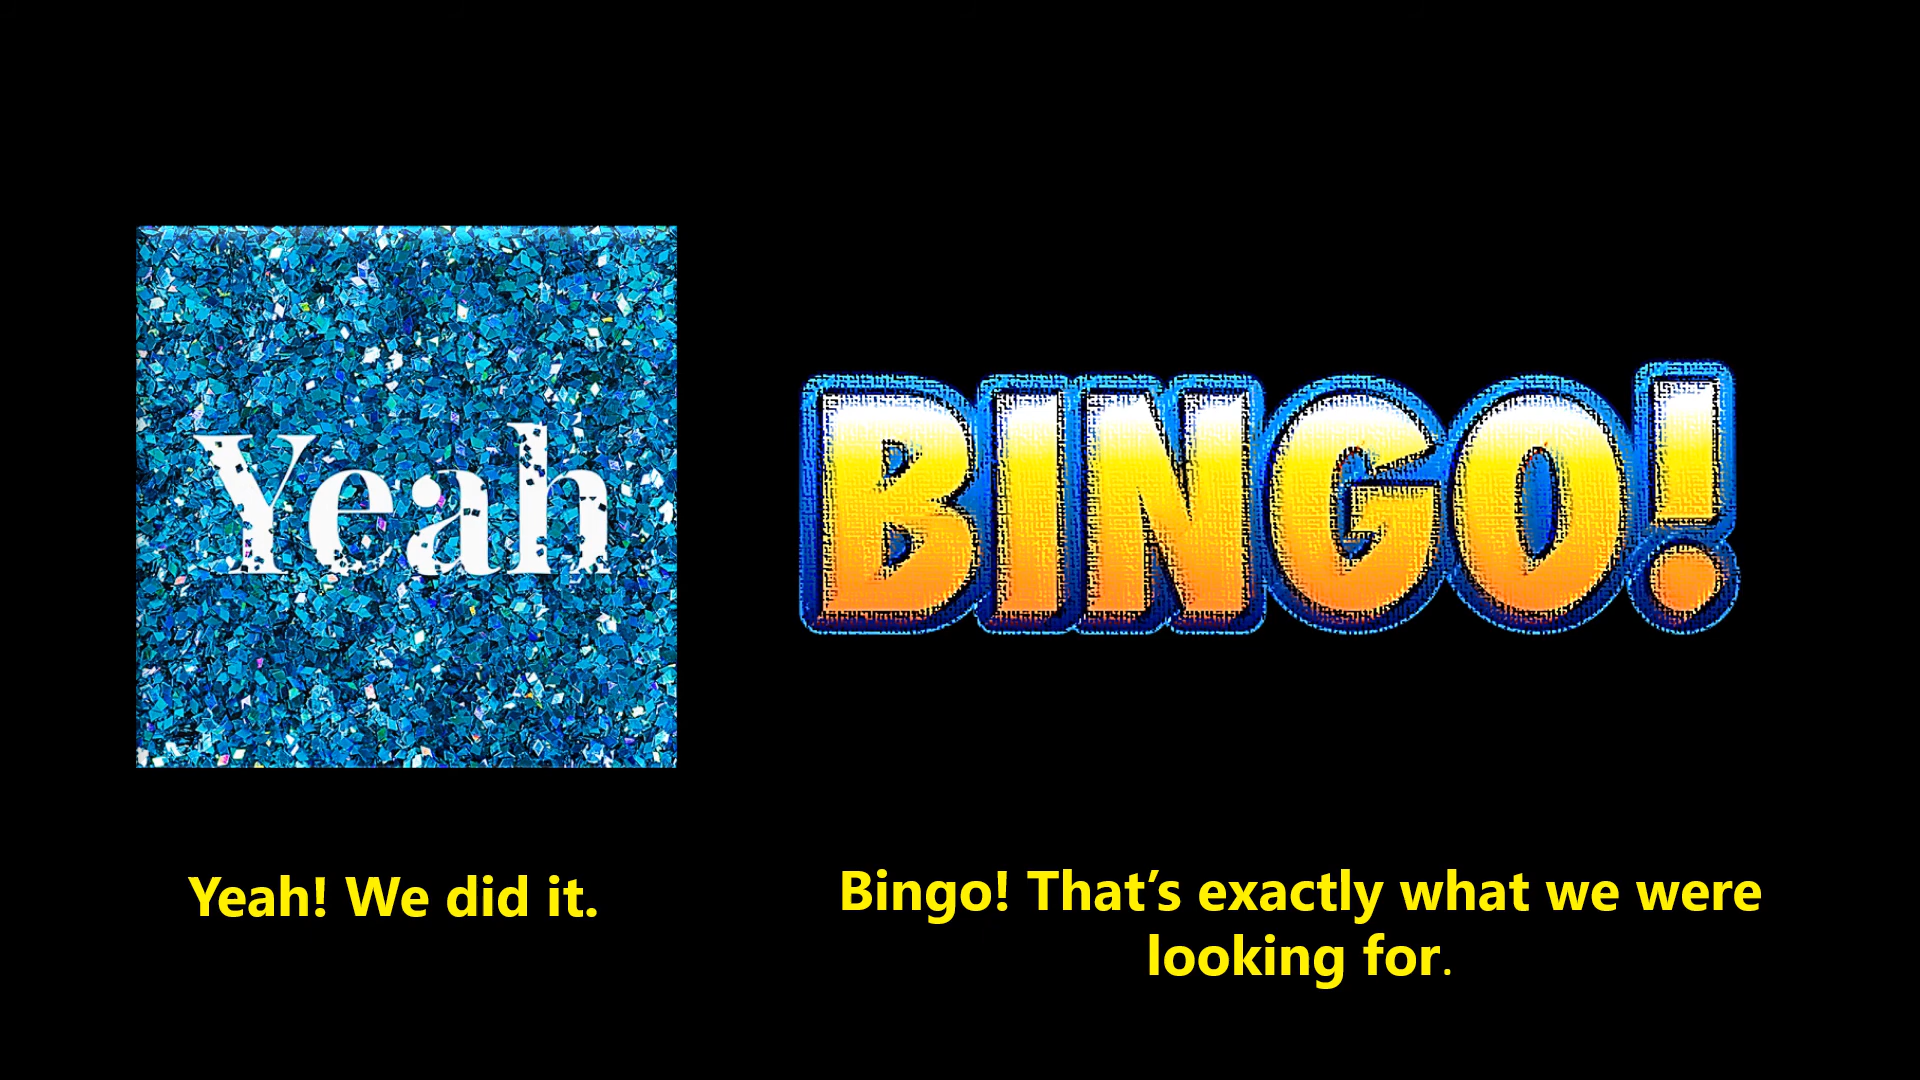 Yeah
BINGO!
Yeah! We did it.
Bingo! That’s exactly what we were
looking for.